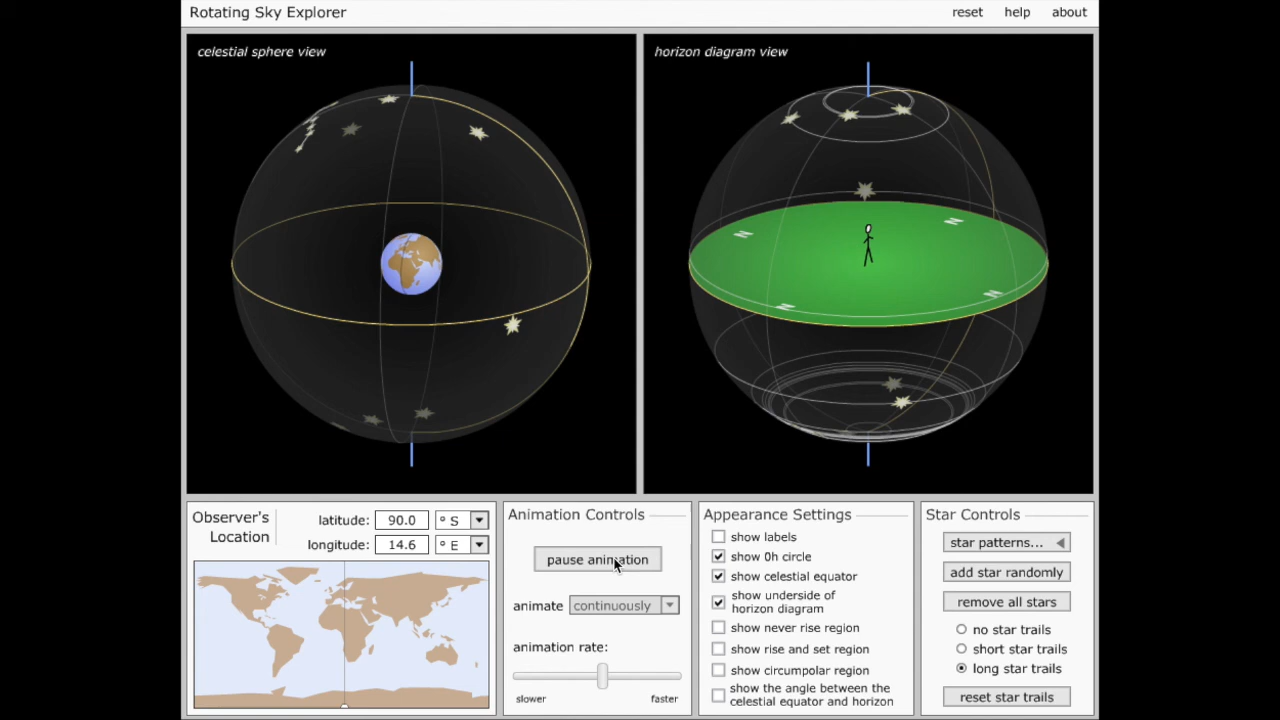 Rotating Sky Explorer
reset help about
celestial sphere view
horizon diagram view
N N
N N
Observer's Location
latitude: 90.0 ° S
longitude: 14.6 ° E
Animation Controls
pause animation
animate continuously
animation rate:
slower faster
Appearance Settings
show labels
show 0h circle
show celestial equator
show underside of
horizon diagram
show never rise region
show rise and set region
show circumpolar region
show the angle between the
celestial equator and horizon
Star Controls
star patterns...
add star randomly
remove all stars
no star trails
short star trails
long star trails
reset star trails